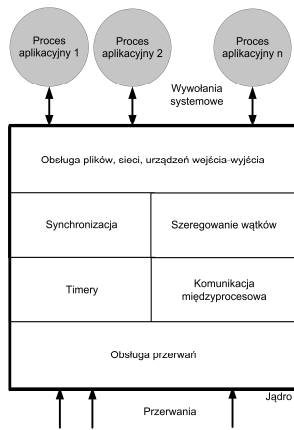 Proces
aplikacyjny 1
Proces
aplikacyjny 2
Proces
aplikacyjny n
Wywołania
systemowe
Obsługa plików, sieci, urządzeń wejścia-wyjścia
Synchronizacja
Szeregowanie wątków
Timery
Komunikacja
międzyprocesowa
Obsługa przerwań
Jądro
Przerwania